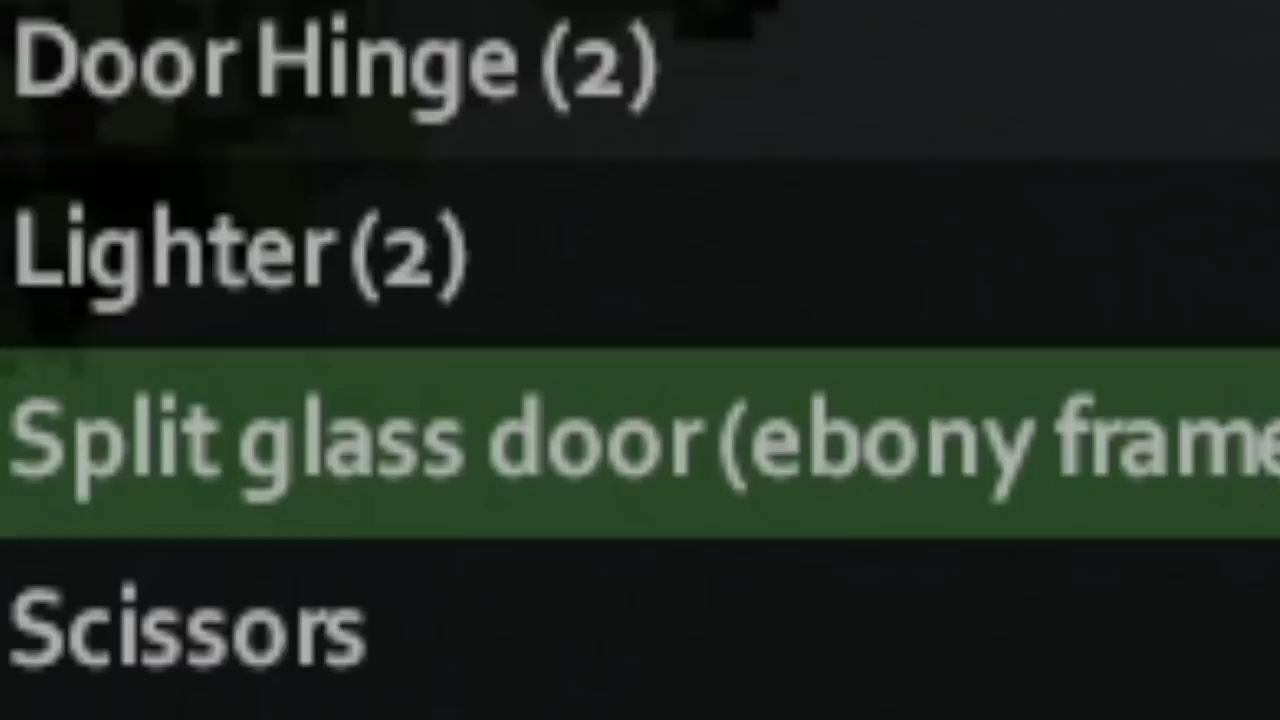 Door Hinge (2)
Lighter (2)
Split glass door (ebony frame
Scissors